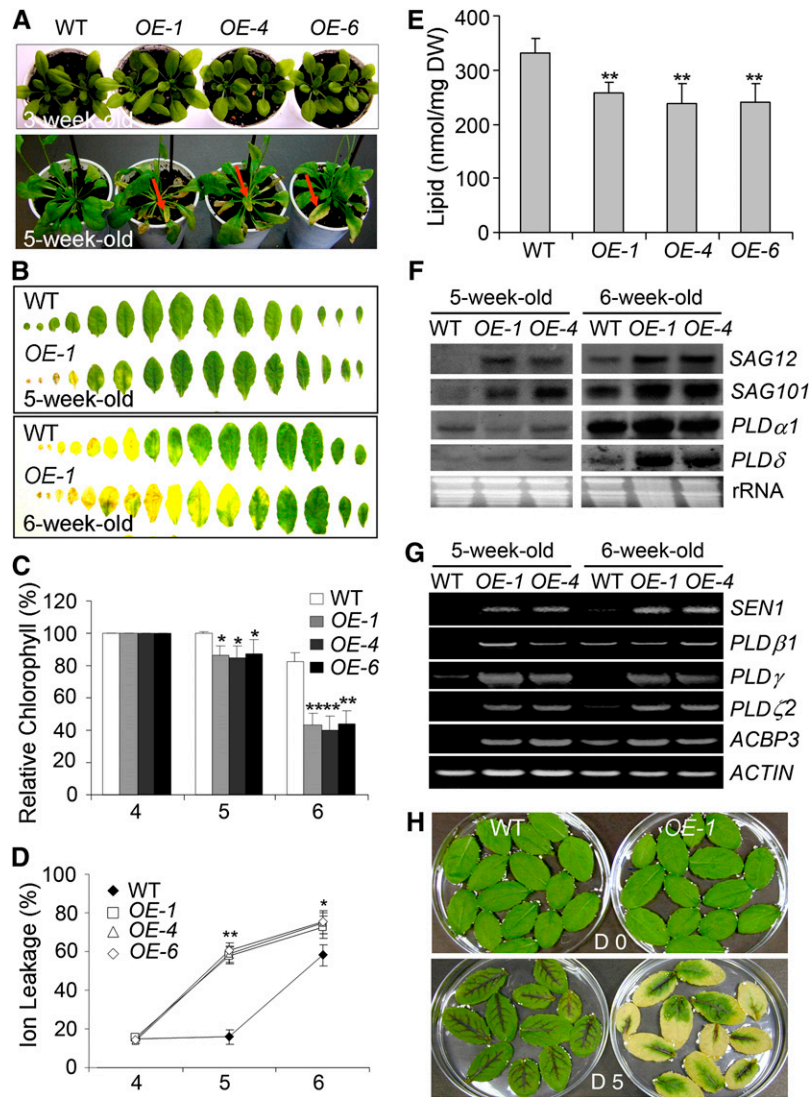 A
WT OE-1 OE-4 OE-6
3-week-old
5-week-old
B
WT
OE-1
5-week-old
WT
OE-1
6-week-old
C
Relative Chlorophyll (%)
120
100
80
60
40
20
0
WT
OE-1
OE-4
OE-6
* * *
** ** **
4 5 6
D
Ion Leakage (%)
100
80
60
40
20
0
WT
OE-1
OE-4
OE-6
**
*
4 5 6
E
Lipid (nmol/mg DW)
400
300
200
100
0
** ** **
WT OE-1 OE-4 OE-6
F
5-week-old 6-week-old
WT OE-1 OE-4 WT OE-1 OE-4
SAG12
SAG101
PLDα1
PLDδ
rRNA
G
5-week-old 6-week-old
WT OE-1 OE-4 WT OE-1 OE-4
SEN1
PLDβ1
PLDγ
PLDζ2
ACBP3
ACTIN
H
WT OE-1
D 0
D 5